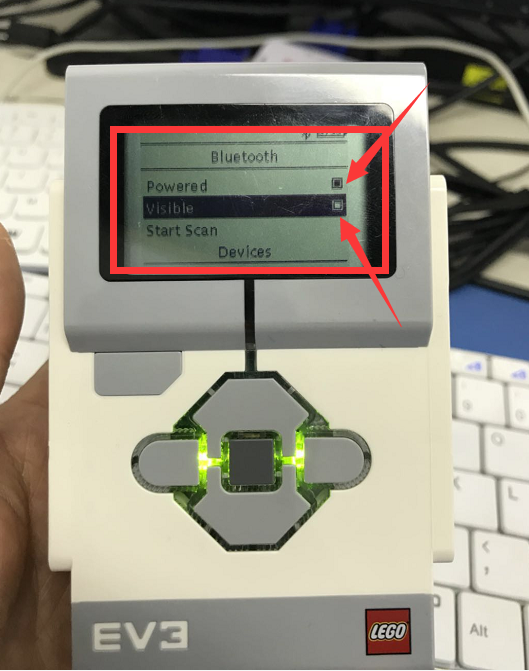 Bluetooth
Powered
Visible
Start Scan
Devices
EV3
LEGO
Alt